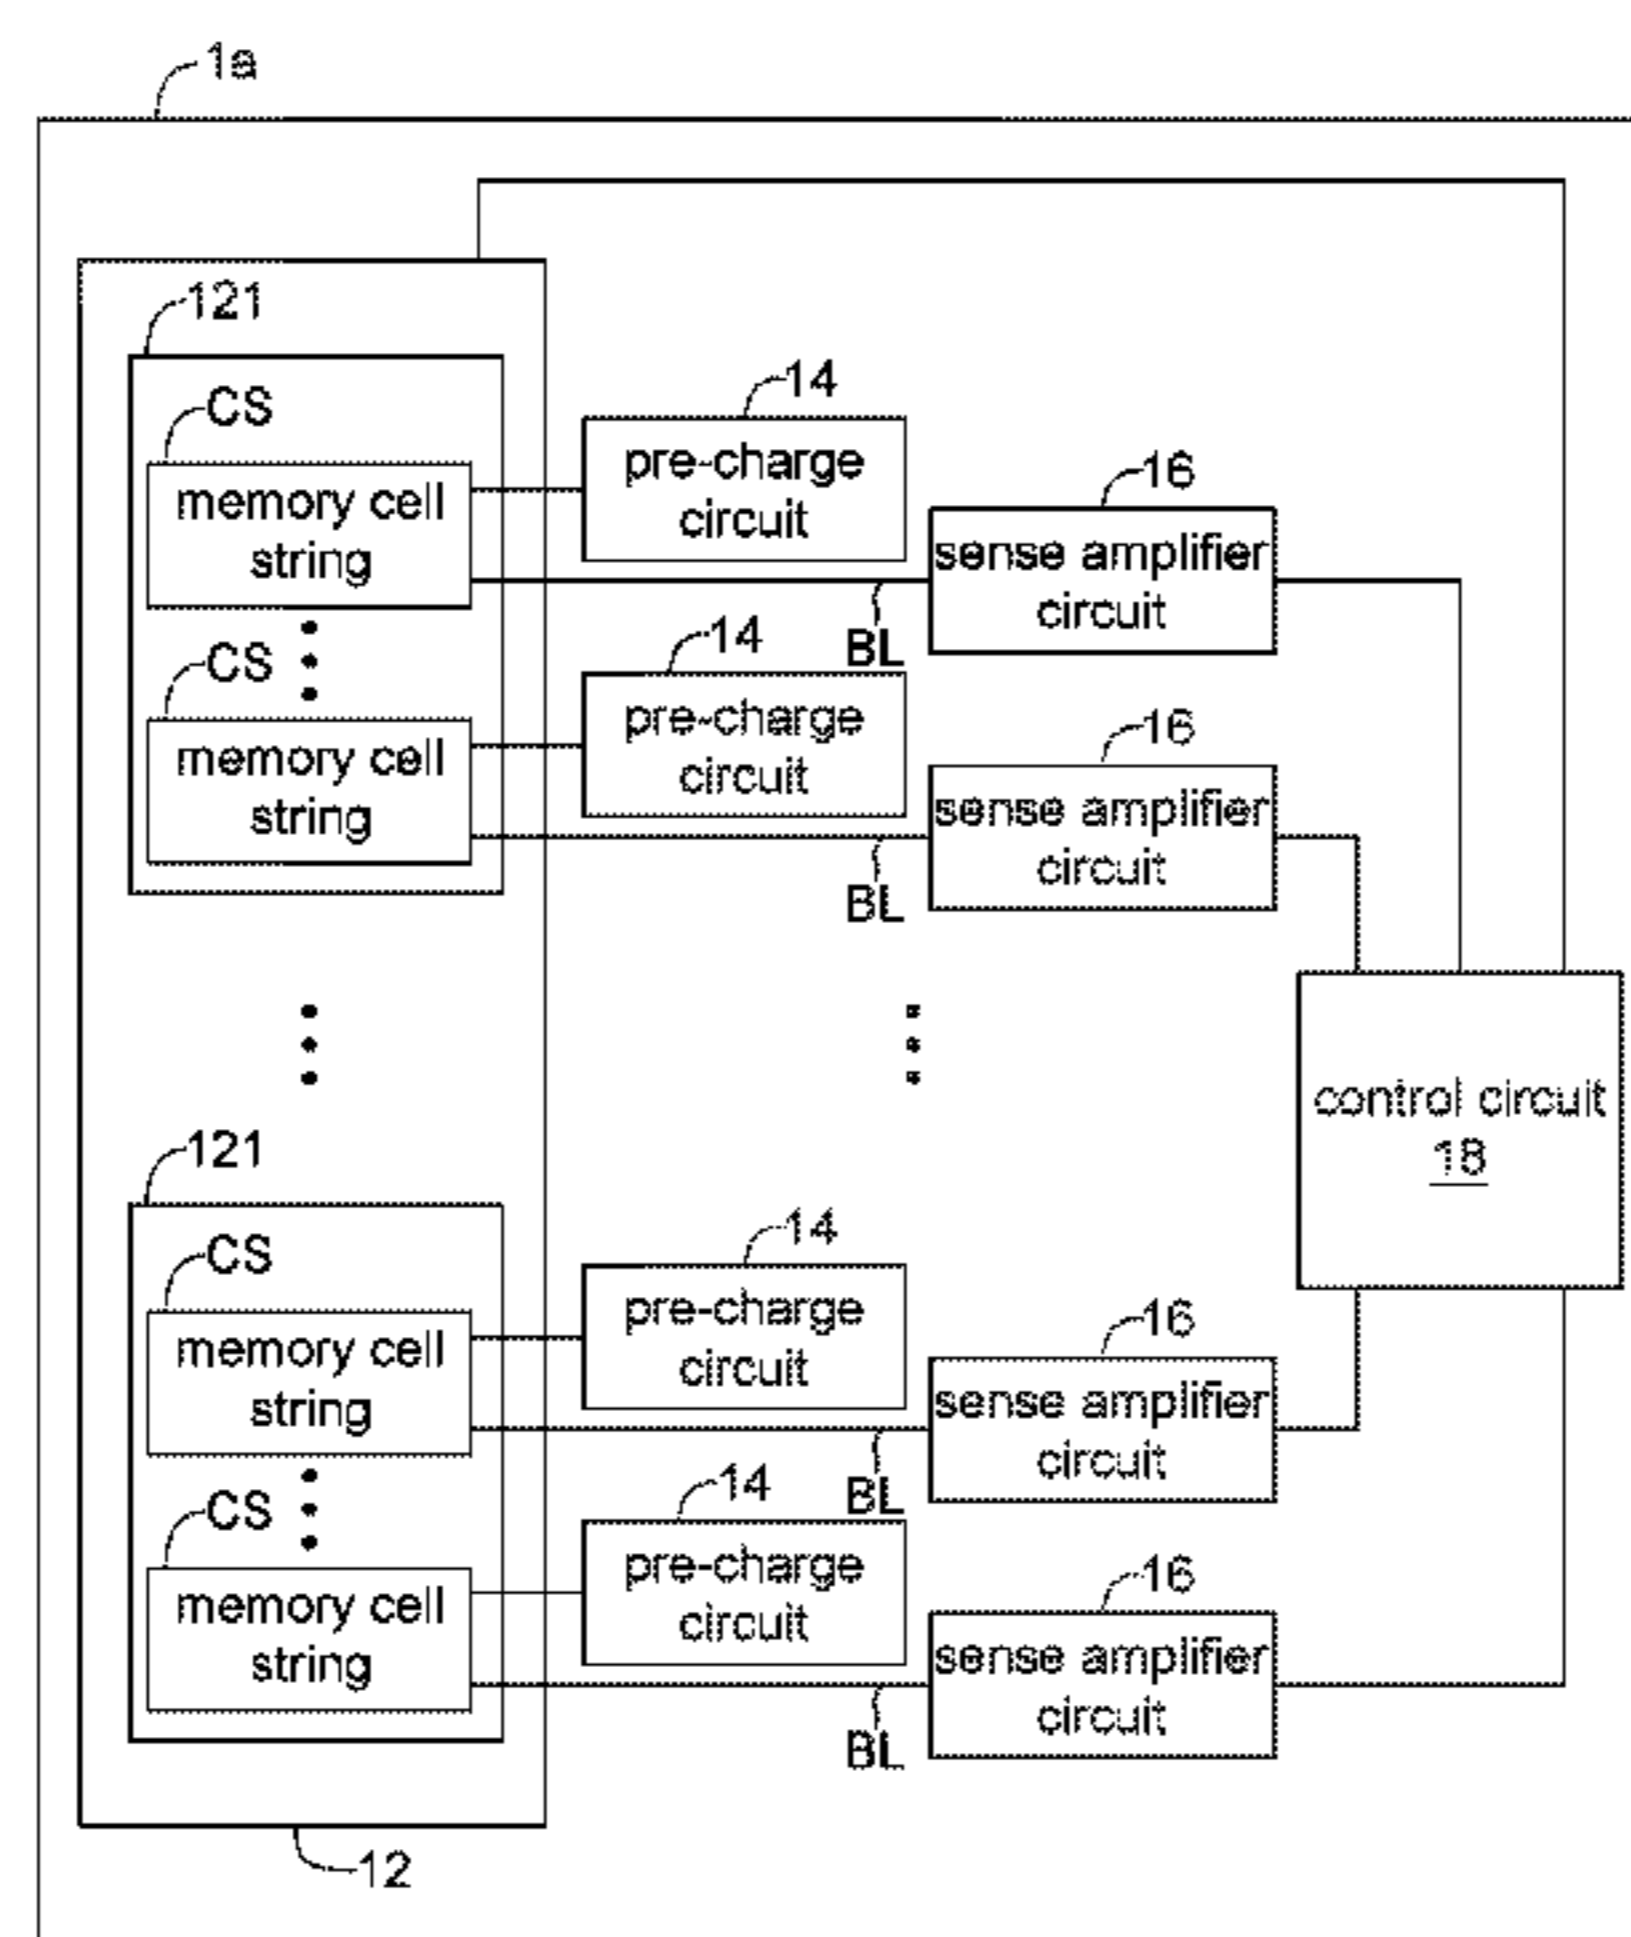 1a
121
CS
memory cell
string
14
pre-charge
circuit
16
sense amplifier
circuit
BL
CS
memory cell
string
14
pre-charge
circuit
16
sense amplifier
circuit
BL
control circuit
18
121
CS
memory cell
string
14
pre-charge
circuit
16
sense amplifier
circuit
BL
CS
memory cell
string
14
pre-charge
circuit
16
sense amplifier
circuit
BL
12